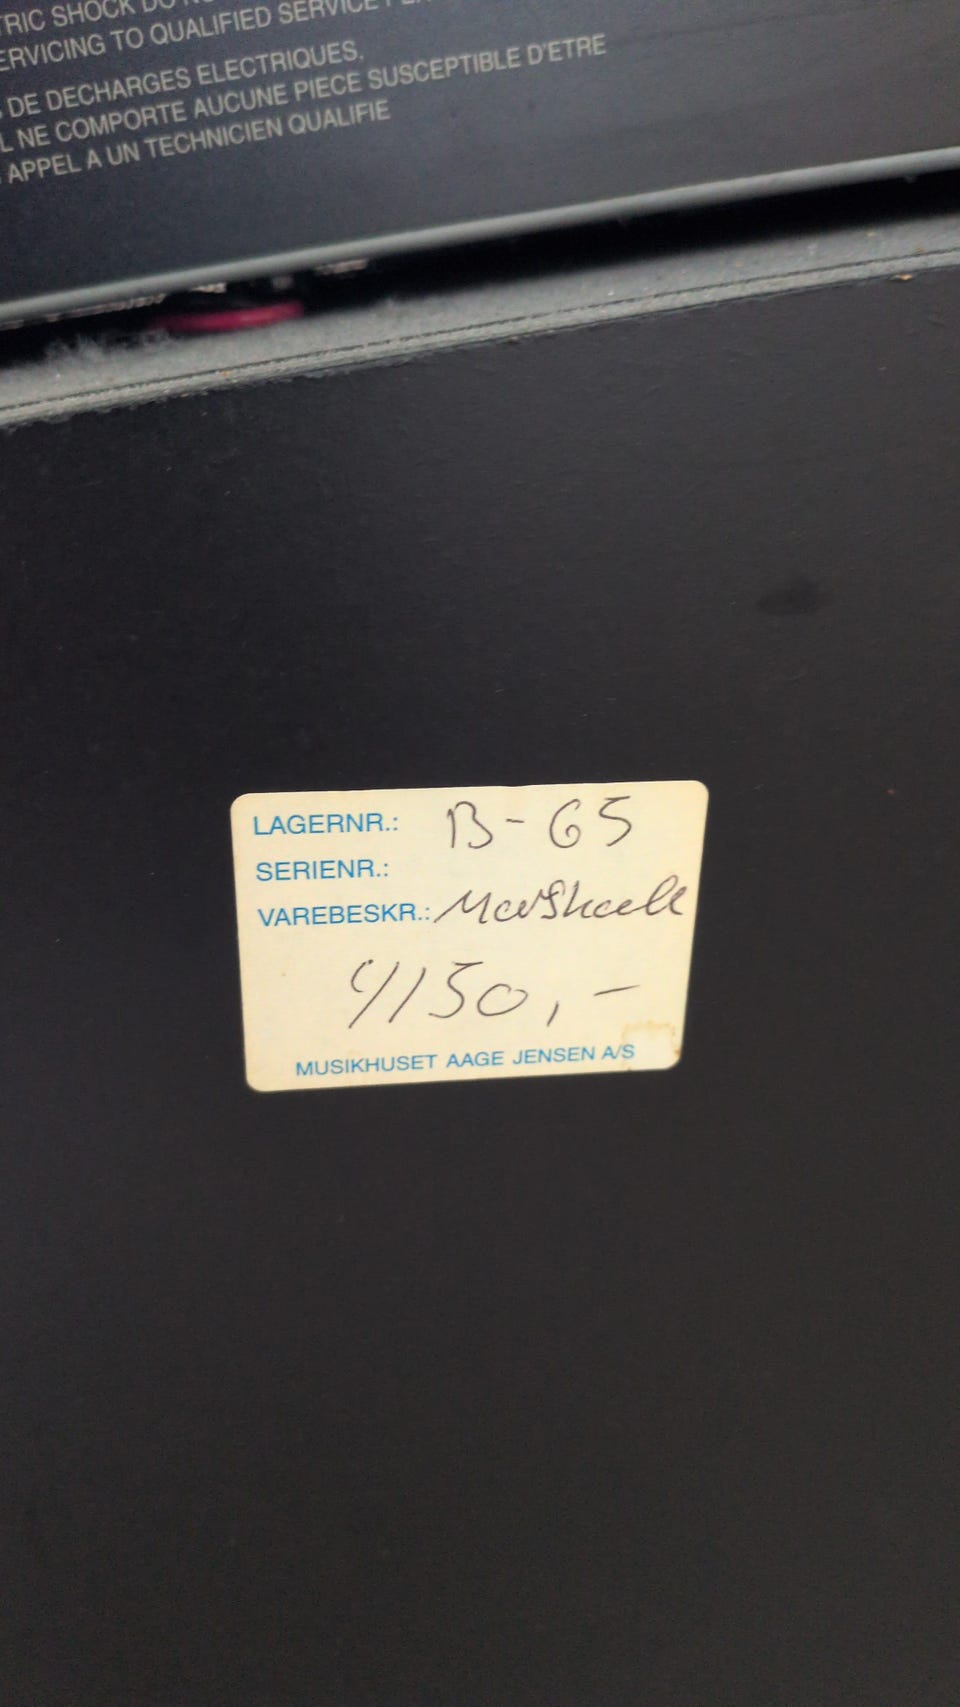 TRIC SHOCK DO
ERVICING TO QUALIFIED SERVICE
DE DECHARGES ELECTRIQUES.
L NE COMPORTE AUCUNE PIECE SUSCEPTIBLE D'ETRE
APPEL A UN TECHNICIEN QUALIFIE
LAGERNR.: B-65
SERIENR.:
VAREBESKR.: Marshall
4150,-
MUSIKHUSET AAGE JENSEN A/S